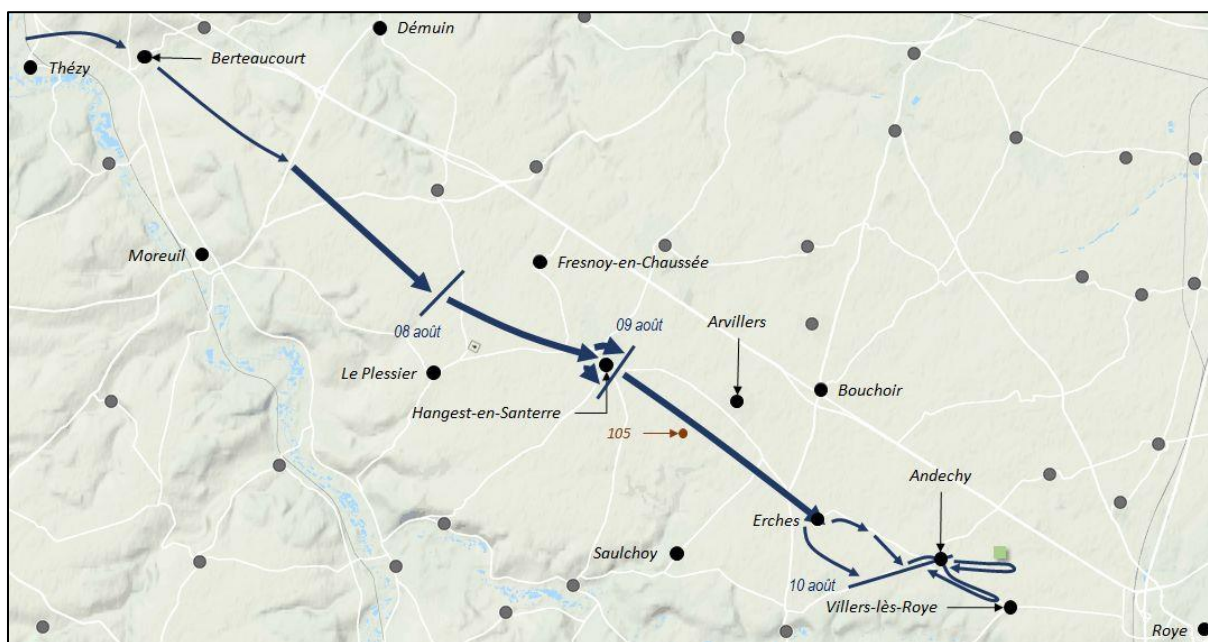 Démuin
Berteaucourt
Thézy
Moreuil
Fresnoy-en-Chaussée
08 août
09 août
Arvillers
Le Plessier
Bouchoir
Hangest-en-Santerre
105
Andechy
Erches
Saulchoy
10 août
Villers-lès-Roye
Roye